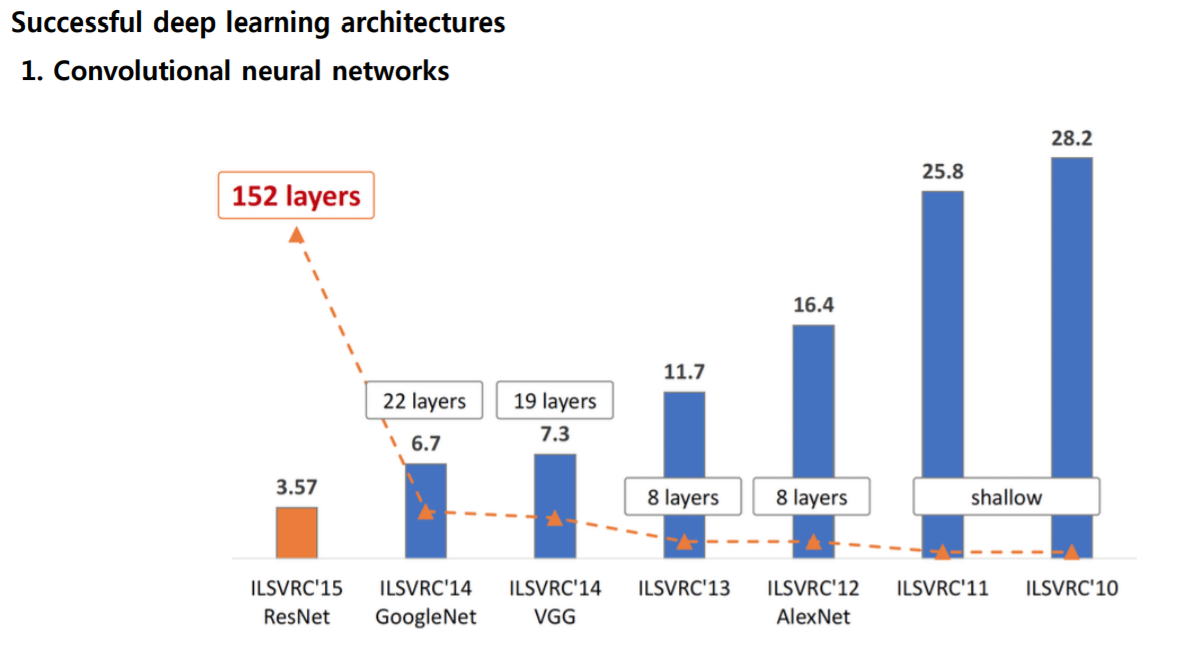 Successful deep learning architectures
1. Convolutional neural networks
28.2
25.8
152 layers
16.4
11.7
22 layers
19 layers
7.3
6.7
3.57
8 layers
8 layers
shallow
ILSVRC'15
ResNet
ILSVRC'14
GoogleNet
ILSVRC'14
VGG
ILSVRC'13
ILSVRC'12
AlexNet
ILSVRC'11
ILSVRC'10